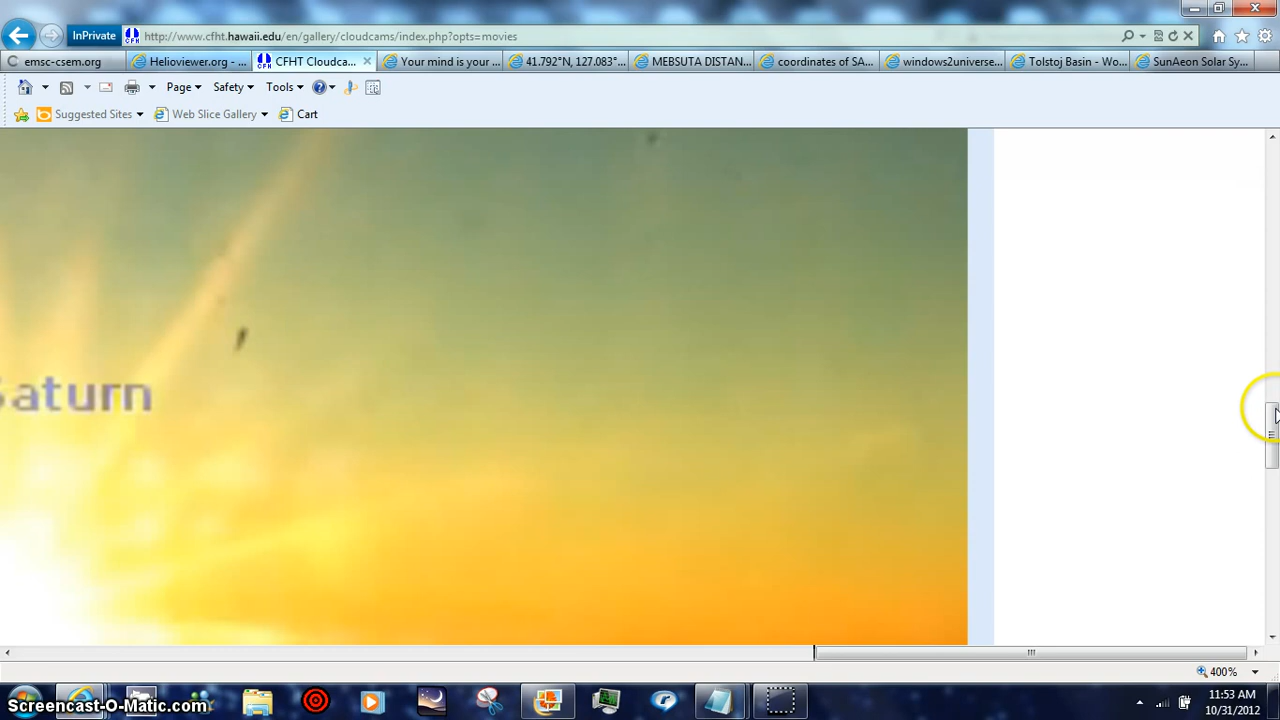 InPrivate http://www.cfht.hawaii.edu/en/gallery/cloudcams/index.php?opts=movies
emsc-csem.org Helioviewer.org - ... CFHT Cloudca... Your mind is your ... 41.792°N, 127.083°... MEBSUTA DISTAN... coordinates of SA... windows2universe... Tolstoj Basin - Wo... SunAeon Solar Sy...
Page Safety Tools
Suggested Sites Web Slice Gallery Cart
Saturn
400%
11:53 AM
10/31/2012
Screencast-O-Matic.com